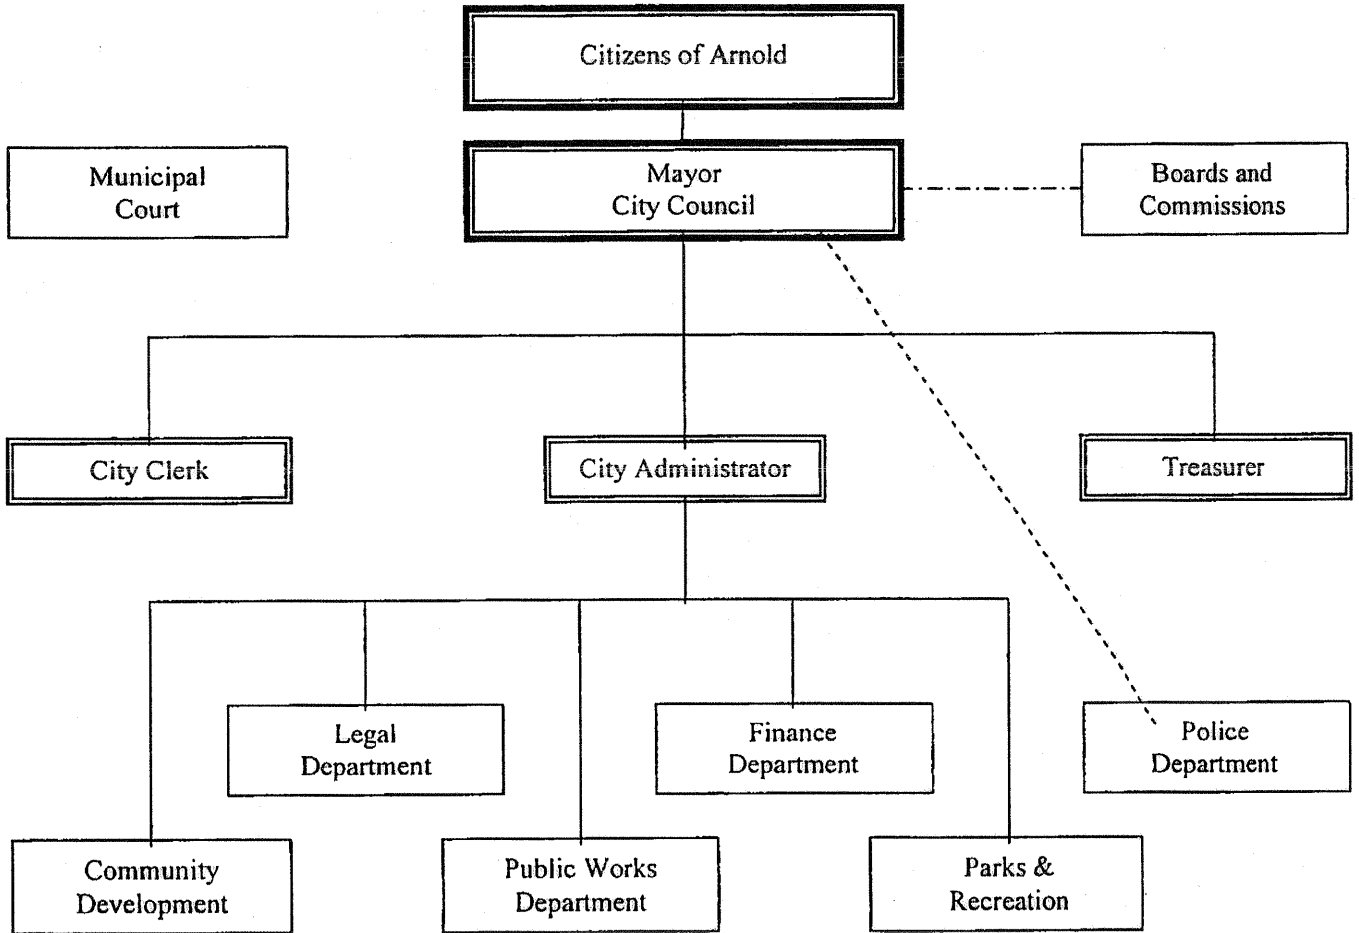 Citizens of Arnold
Municipal
Court
Mayor
City Council
Boards and
Commissions
City Clerk
City Administrator
Treasurer
Legal
Department
Finance
Department
Police
Department
Community
Development
Public Works
Department
Parks &
Recreation